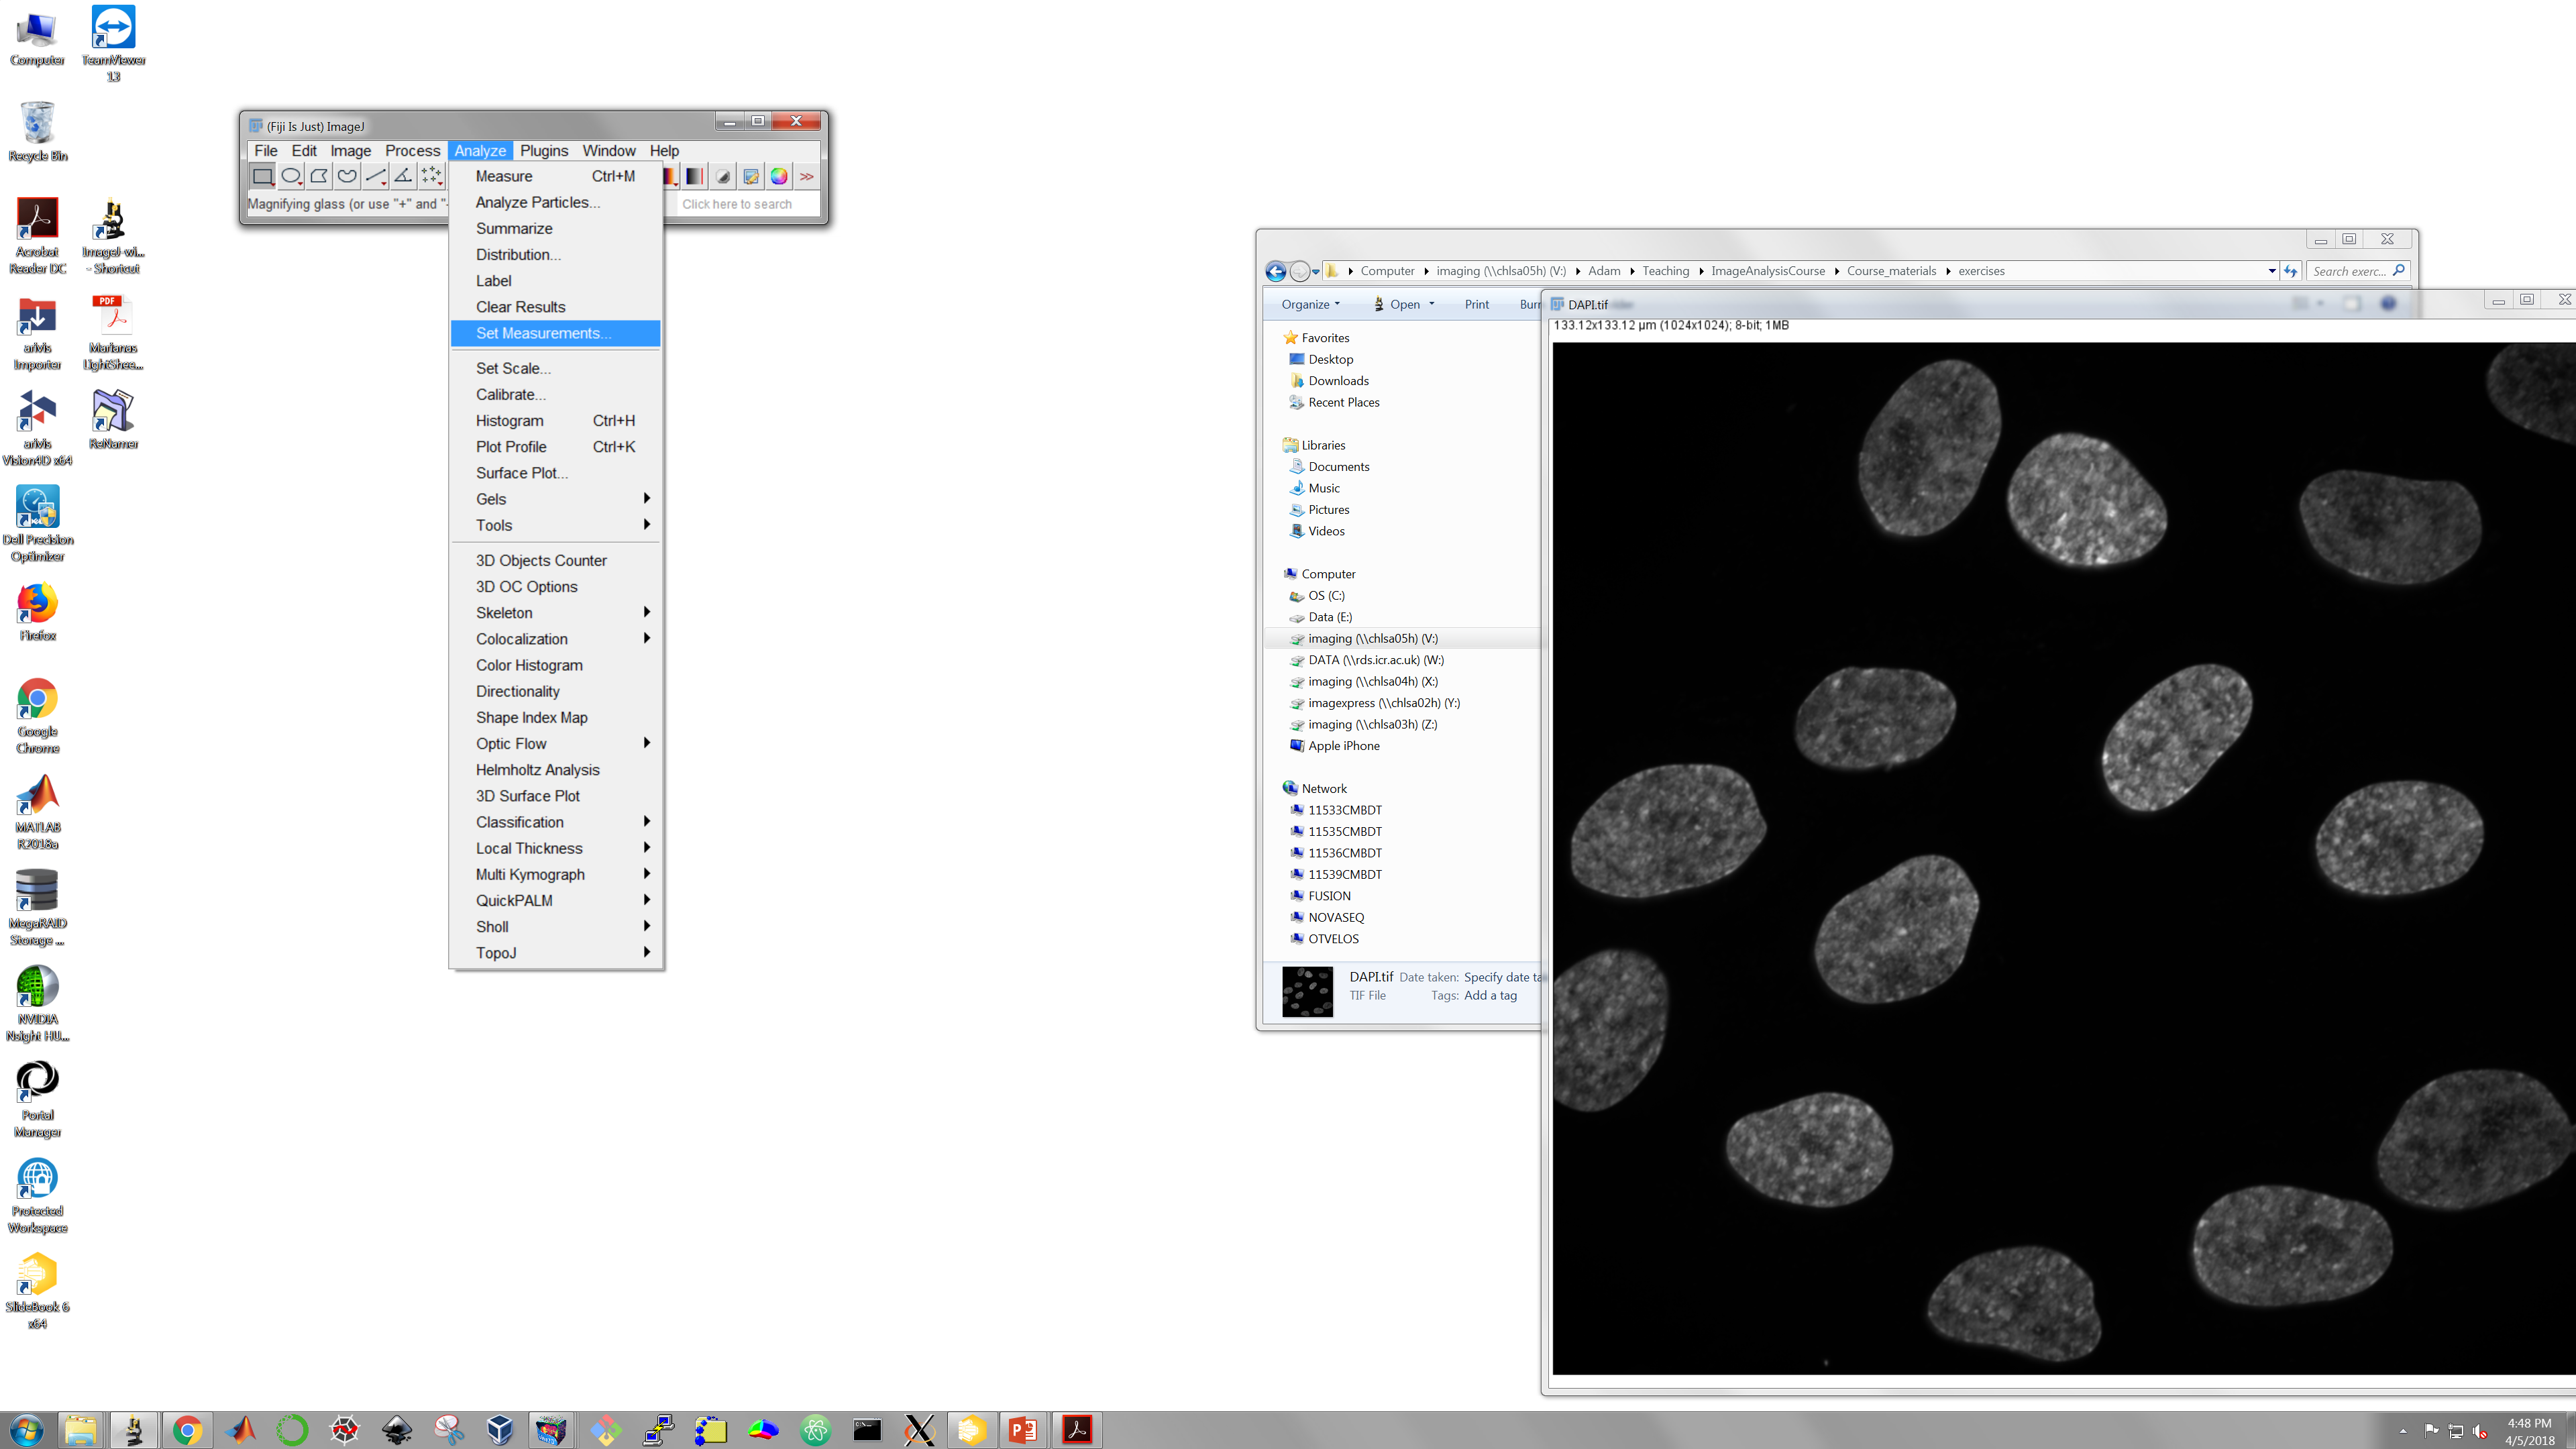 Computer
TeamViewer
13
Recycle Bin
Acrobat
Reader DC
ImageJ-wi...
- Shortcut
arivis
Importer
PDF
Marianas
LightShee...
arivis
Vision4D x64
ReNamer
Dell Precision
Optimizer
Firefox
Google
Chrome
MATLAB
R2018a
MegaRAID
Storage ...
NVIDIA
Nsight HU...
Portal
Manager
Protected
Workspace
SlideBook 6
x64
(Fiji Is Just) ImageJ
File Edit Image Process Analyze Plugins Window Help
>>
Magnifying glass (or use "+" and "-
Click here to search
Measure Ctrl+M
Analyze Particles...
Summarize
Distribution...
Label
Clear Results
Set Measurements...
Set Scale...
Calibrate...
Histogram Ctrl+H
Plot Profile Ctrl+K
Surface Plot...
Gels
Tools
3D Objects Counter
3D OC Options
Skeleton
Colocalization
Color Histogram
Directionality
Shape Index Map
Optic Flow
Helmholtz Analysis
3D Surface Plot
Classification
Local Thickness
Multi Kymograph
QuickPALM
Sholl
TopoJ
Computer imaging (\\chlsa05h) (V:) Adam Teaching ImageAnalysisCourse Course_materials exercises
Search exerc...
Organize Open Print Burn
Favorites
Desktop
Downloads
Recent Places
Libraries
Documents
Music
Pictures
Videos
Computer
OS (C:)
Data (E:)
imaging (\\chlsa05h) (V:)
DATA (\\rds.icr.ac.uk) (W:)
imaging (\\chlsa04h) (X:)
imagexpress (\\chlsa02h) (Y:)
imaging (\\chlsa03h) (Z:)
Apple iPhone
Network
11533CMBDT
11535CMBDT
11536CMBDT
11539CMBDT
FUSION
NOVASEQ
OTVELOS
DAPI.tif Date taken: Specify date ta
TIF File Tags: Add a tag
DAPI.tif
133.12x133.12 µm (1024x1024); 8-bit; 1MB
4:48 PM
4/5/2018